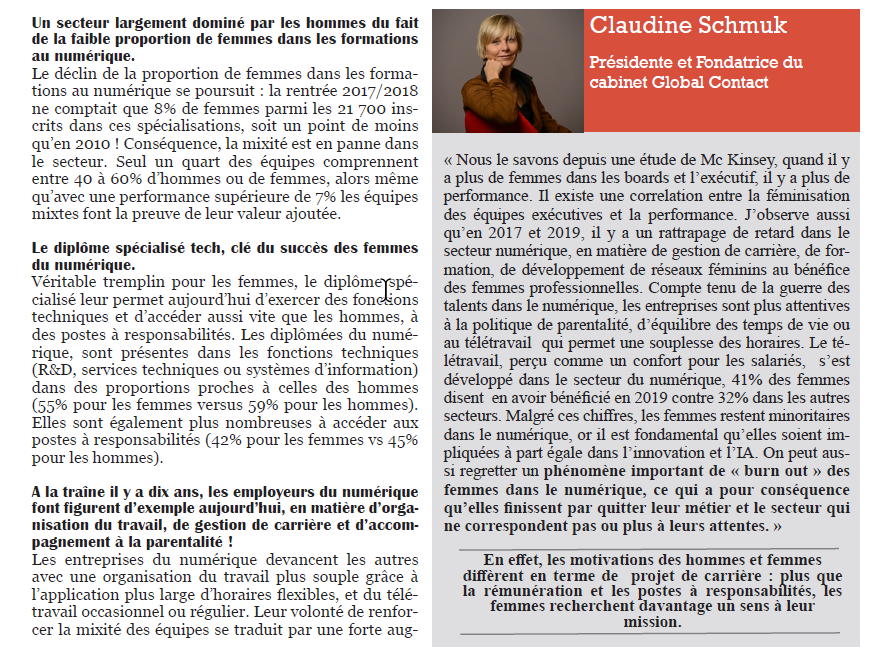 Un secteur largement dominé par les hommes du fait
de la faible proportion de femmes dans les formations
au numérique.
Le déclin de la proportion de femmes dans les forma-
tions au numérique se poursuit : la rentrée 2017/2018
ne comptait que 8% de femmes parmi les 21 700 ins-
crits dans ces spécialisations, soit un point de moins
qu'en 2010 ! Conséquence, la mixité est en panne dans
le secteur. Seul un quart des équipes comprennent
entre 40 à 60% d'hommes ou de femmes, alors même
qu'avec une performance supérieure de 7% les équipes
mixtes font la preuve de leur valeur ajoutée.
Le diplôme spécialisé tech, clé du succès des femmes
du numérique.
Véritable tremplin pour les femmes, le diplôme spé-
cialisé leur permet aujourd'hui d'exercer des fonctions
techniques et d'accéder aussi vite que les hommes, à
des postes à responsabilités. Les diplômées du numé-
rique, sont présentes dans les fonctions techniques
(R&D, services techniques ou systèmes d'information)
dans des proportions proches à celles des hommes
(55% pour les femmes versus 59% pour les hommes).
Elles sont également plus nombreuses à accéder aux
postes à responsabilités (42% pour les femmes vs 45%
pour les hommes).
A la traîne il y a dix ans, les employeurs du numérique
font figurent d'exemple aujourd'hui, en matière d'orga-
nisation du travail, de gestion de carrière et d'accom-
pagnement à la parentalité !
Les entreprises du numérique devancent les autres
avec une organisation du travail plus souple grâce à
l'application plus large d'horaires flexibles, et du télé-
travail occasionnel ou régulier. Leur volonté de renfor-
cer la mixité des équipes se traduit par une forte aug-
Claudine Schmuk
Présidente et Fondatrice du
cabinet Global Contact
« Nous le savons depuis une étude de Mc Kinsey, quand il y
a plus de femmes dans les boards et l'exécutif, il y a plus de
performance. Il existe une correlation entre la féminisation
des équipes exécutives et la performance. J'observe aussi
qu'en 2017 et 2019, il y a un rattrapage de retard dans le
secteur numérique, en matière de gestion de carrière, de for-
mation, de développement de réseaux féminins au bénéfice
des femmes professionnelles. Compte tenu de la guerre des
talents dans le numérique, les entreprises sont plus attentives
à la politique de parentalité, d'équilibre des temps de vie ou
au télétravail qui permet une souplesse des horaires. Le té-
létravail, perçu comme un confort pour les salariés, s'est
développé dans le secteur du numérique, 41% des femmes
disent en avoir bénéficié en 2019 contre 32% dans les autres
secteurs. Malgré ces chiffres, les femmes restent minoritaires
dans le numérique, or il est fondamental qu'elles soient im-
pliquées à part égale dans l'innovation et l'IA. On peut aus-
si regretter un phénomène important de « burn out » des
femmes dans le numérique, ce qui a pour conséquence
qu'elles finissent par quitter leur métier et le secteur qui
ne correspondent pas ou plus à leurs attentes. »
En effet, les motivations des hommes et femmes
diffèrent en terme de projet de carrière : plus que
la rémunération et les postes à responsabilités, les
femmes recherchent davantage un sens à leur
mission.